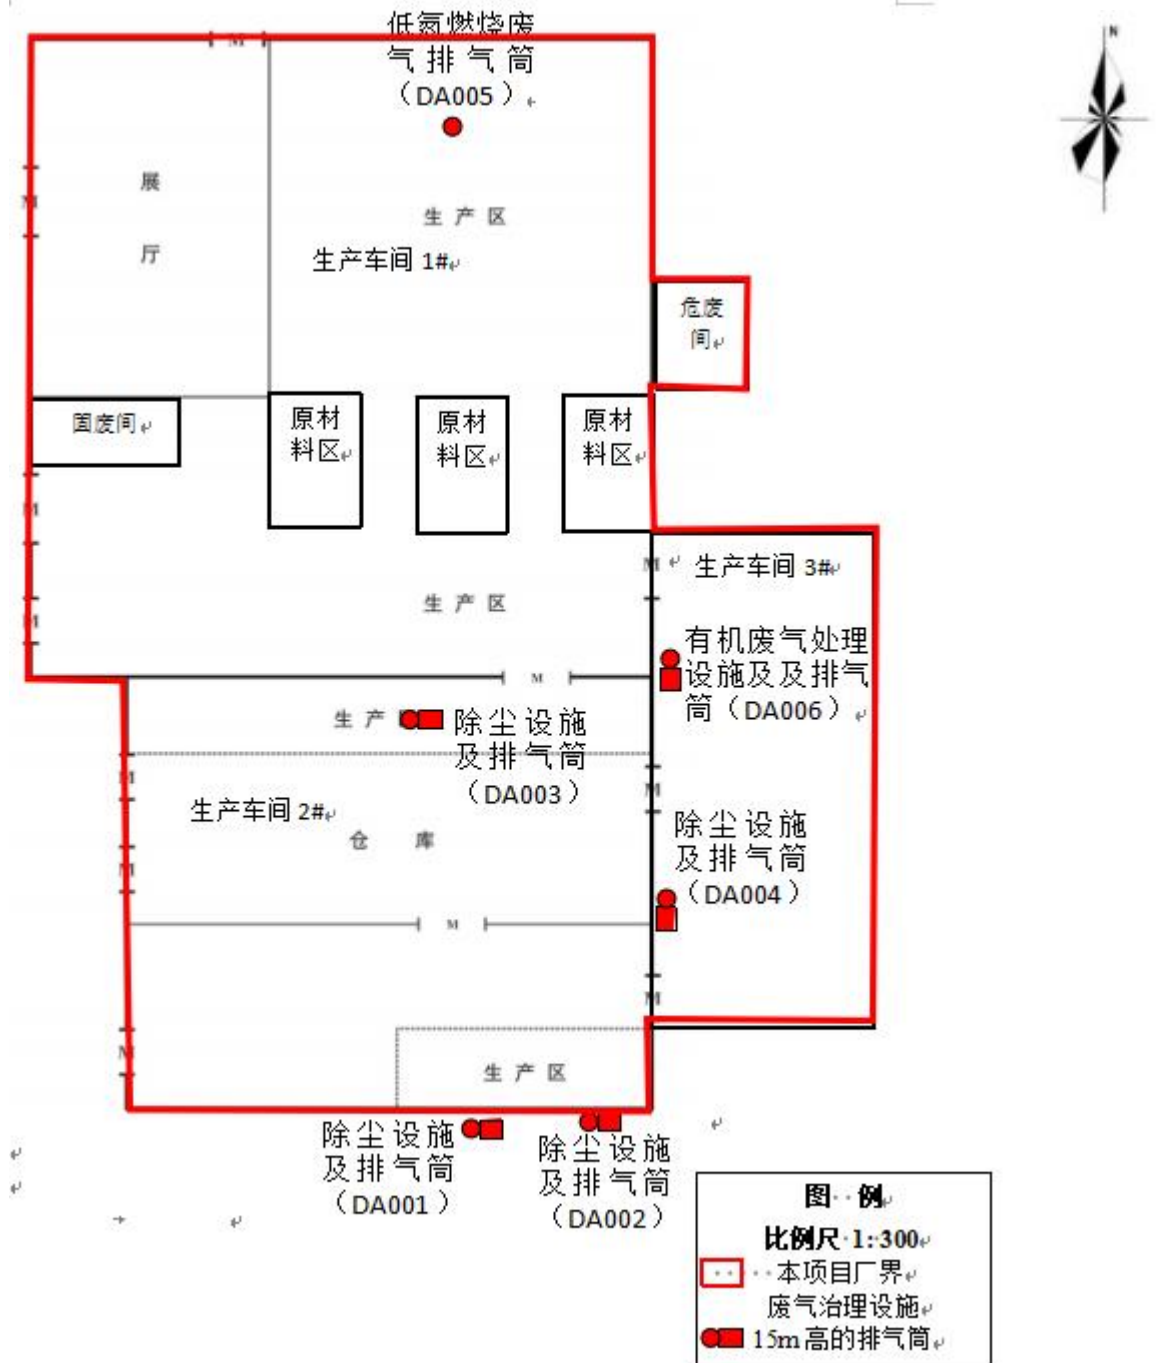 低氮燃烧废
气排气筒
（DA005）
N
M
展
厅
M
生产区
生产车间 1#
危废
间
固废间
原材
料区
原材
料区
原材
料区
M
M
生产车间 3#
M
生产区
有机废气处理
设施及及排气
筒（DA006）
M
生产
除尘设施
及排气筒
（DA003）
M
M
生产车间 2#
仓库
除尘设施
及排气筒
（DA004）
M
M
M
M
生产区
除尘设施
及排气筒
（DA001）
除尘设施
及排气筒
（DA002）
图例
比例尺 1:300
本项目厂界
废气治理设施
15m 高的排气筒